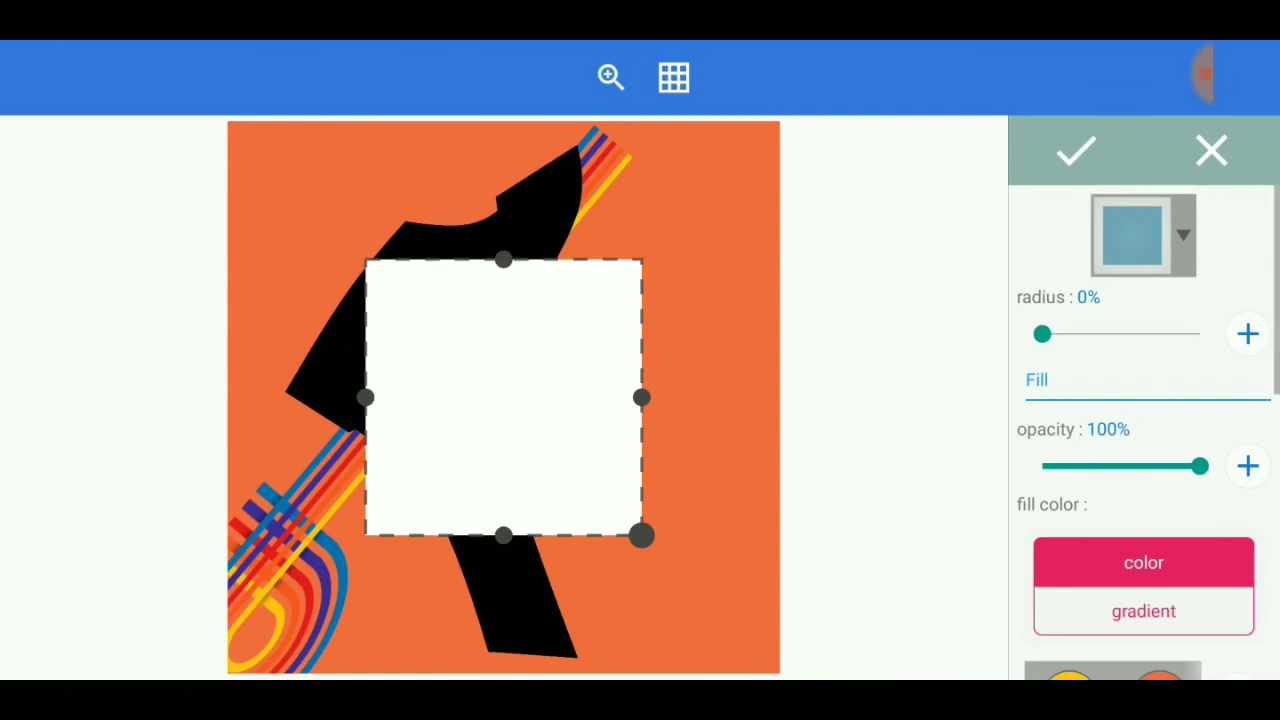 radius : 0%
Fill
opacity : 100%
fill color :
color
gradient